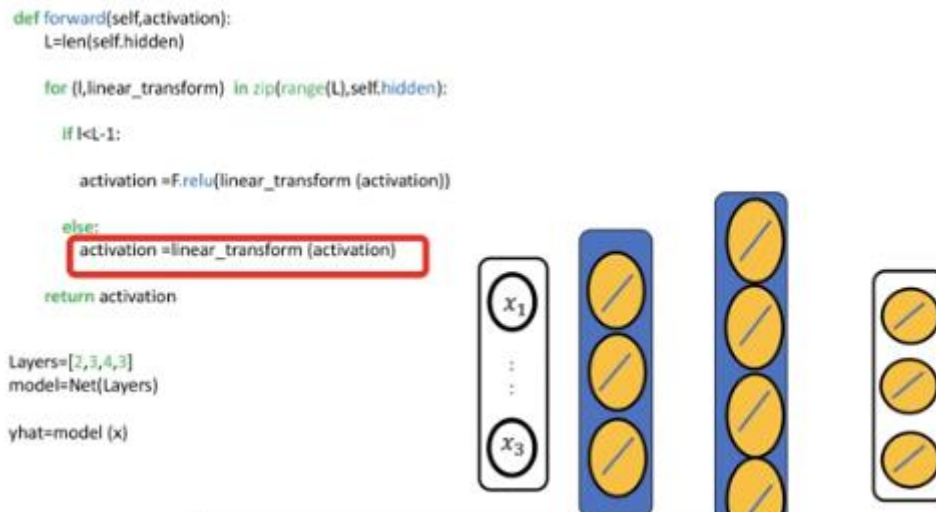 def forward(self,activation):
L=len(self.hidden)
for (l,linear_transform) in zip(range(L),self.hidden):
if l<L-1:
activation =F.relu(linear_transform (activation))
else:
activation =linear_transform (activation)
return activation
Layers=[2,3,4,3]
model=Net(Layers)
yhat=model (x)
x₁
⋮
x₃